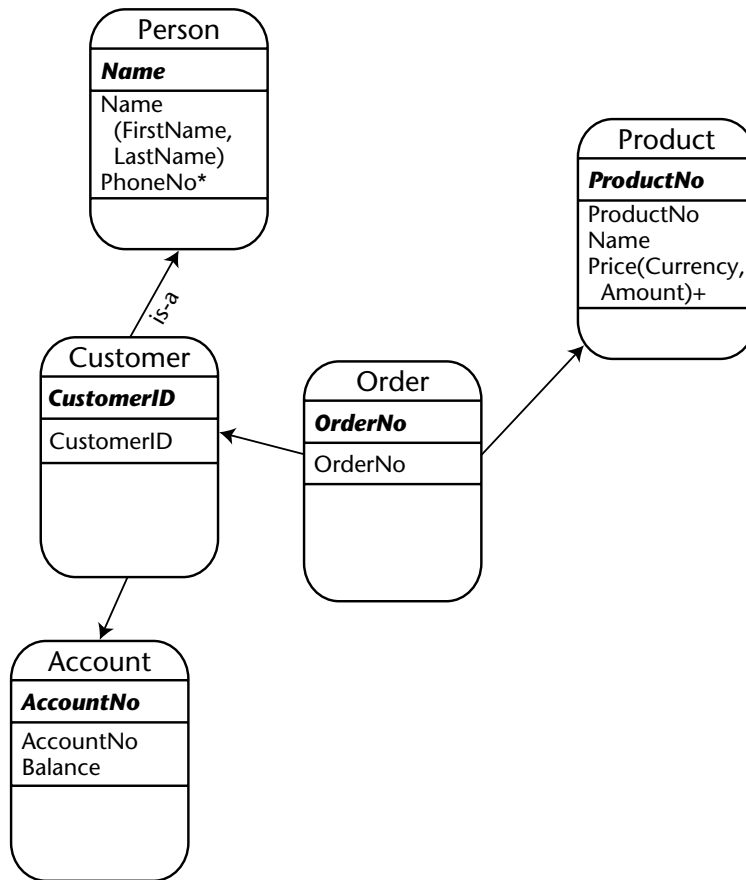 Person
Name
Name
(FirstName,
LastName)
PhoneNo*
is-a
Product
ProductNo
ProductNo
Name
Price(Currency,
Amount)+
Customer
CustomerID
CustomerID
Order
OrderNo
OrderNo
Account
AccountNo
AccountNo
Balance